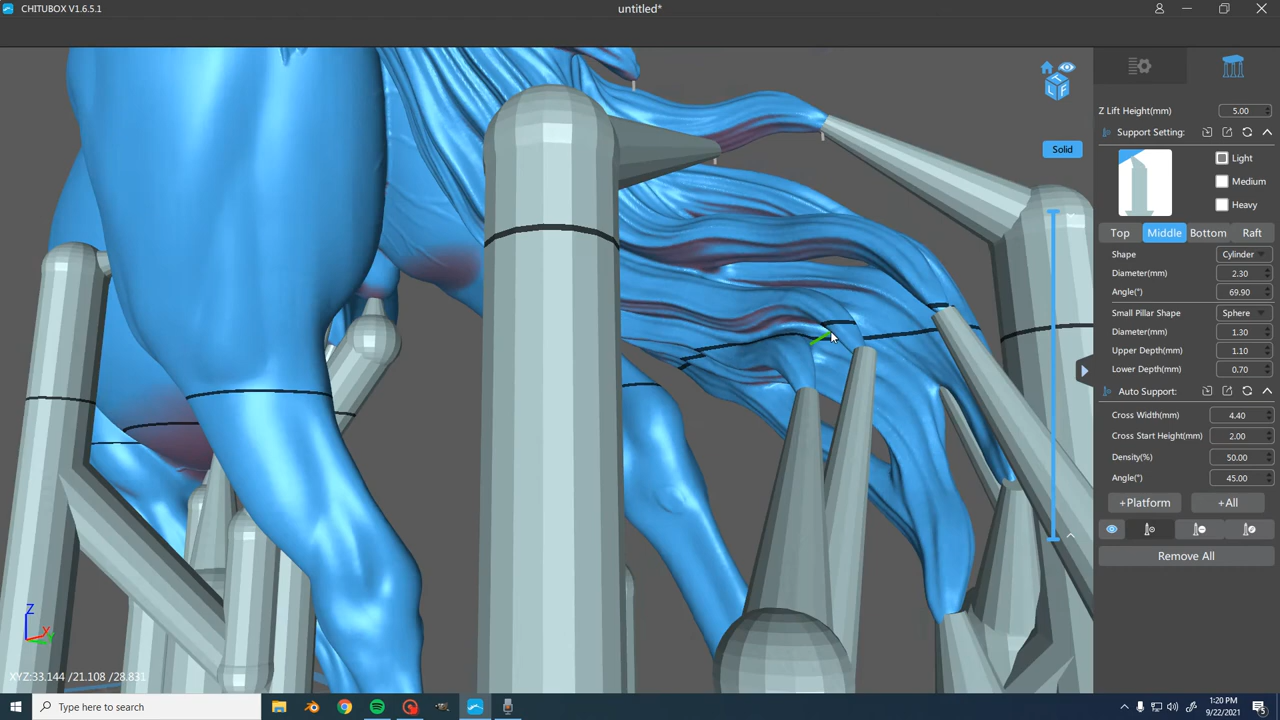 CHITUBOX V1.6.5.1
untitled*
T
L F
Solid
Z Lift Height(mm) 5.00
Support Setting:
Light
Medium
Heavy
Top Middle Bottom Raft
Shape Cylinder
Diameter(mm) 2.30
Angle(°) 69.90
Small Pillar Shape Sphere
Diameter(mm) 1.30
Upper Depth(mm) 1.10
Lower Depth(mm) 0.70
Auto Support:
Cross Width(mm) 4.40
Cross Start Height(mm) 2.00
Density(%) 50.00
Angle(°) 45.00
+Platform +All
Remove All
Z
X
XYZ:33.144 /21.108 /28.831
Type here to search
1:20 PM
9/22/2021